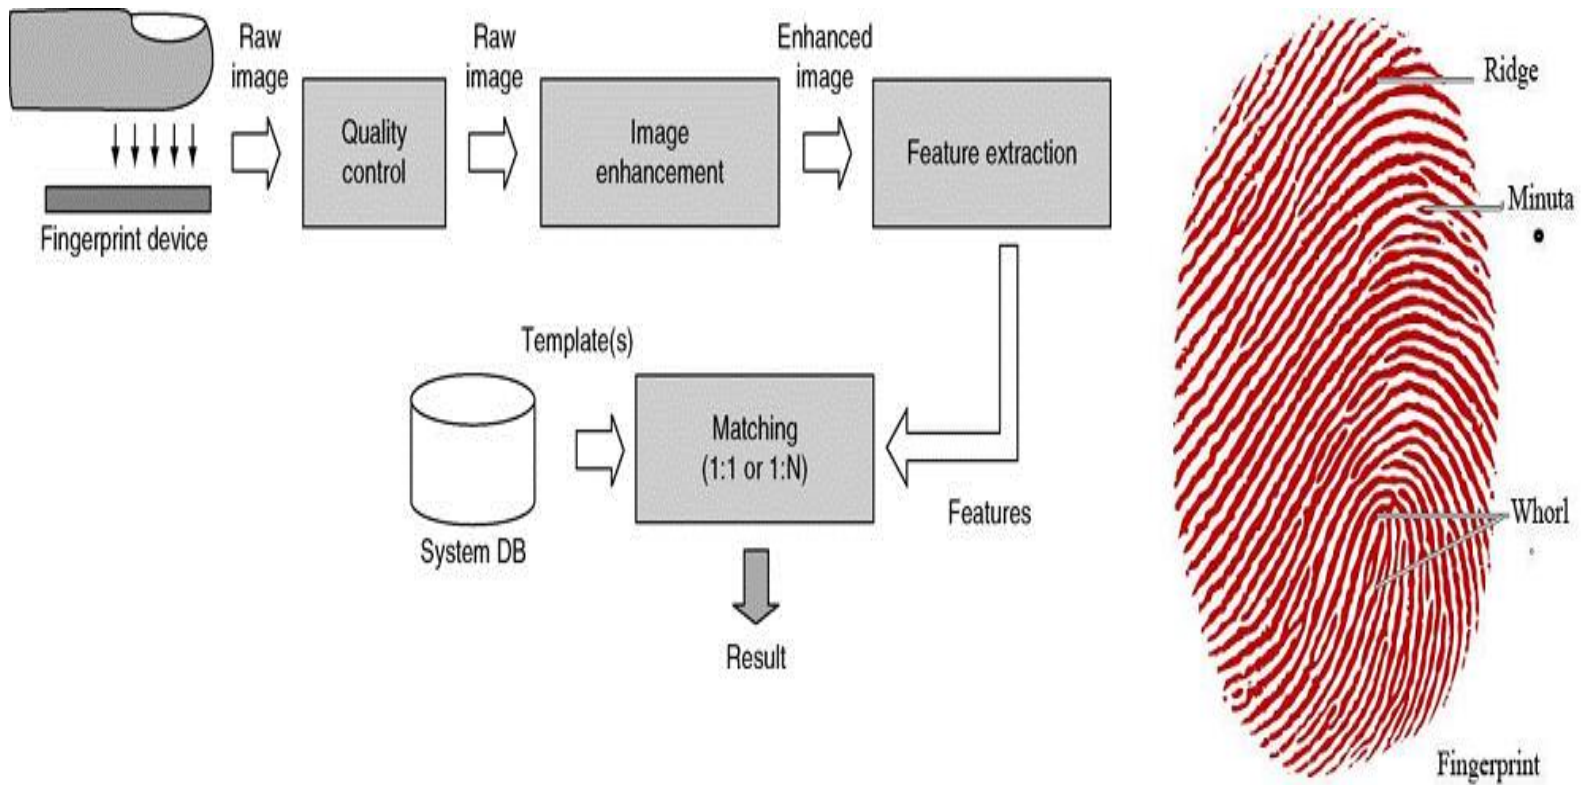 Raw
image
Raw
image
Enhanced
image
Quality
control
Image
enhancement
Feature extraction
Fingerprint device
Template(s)
Matching
(1:1 or 1:N)
System DB
Features
Result
Ridge
Minuta
Whorl
Fingerprint